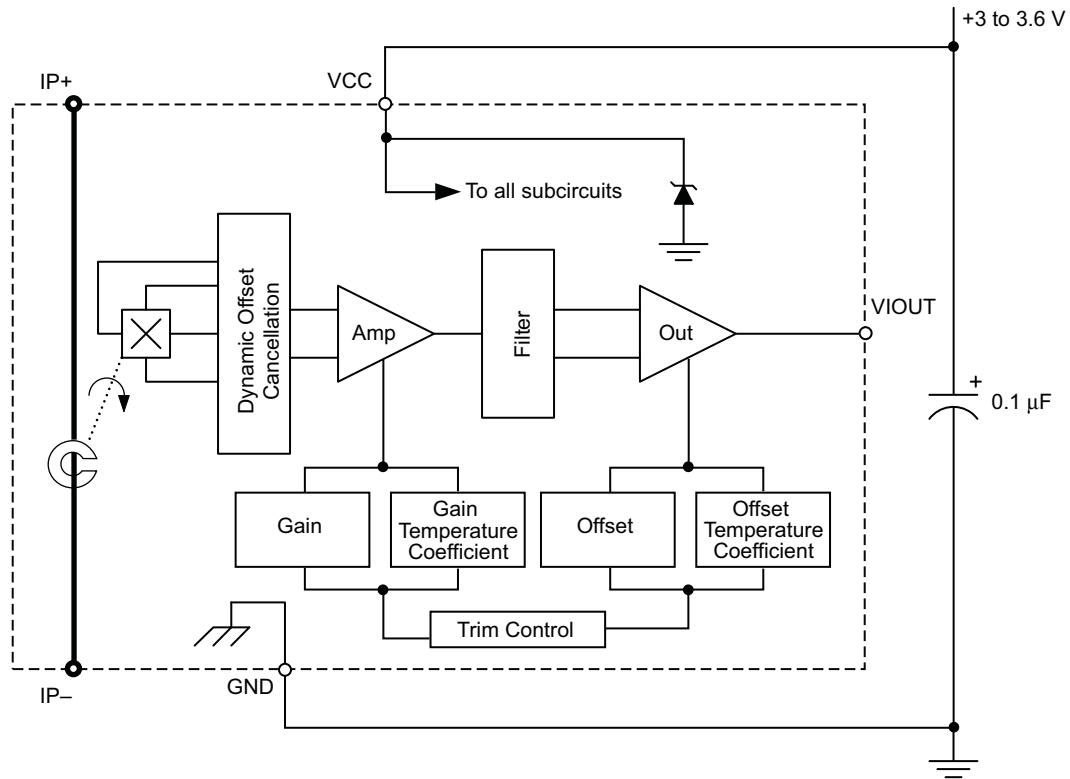 +3 to 3.6 V
IP+
VCC
To all subcircuits
Dynamic Offset
Cancellation
Amp
Filter
Out
VIOUT
+
0.1 µF
Gain
Gain
Temperature
Coefficient
Offset
Offset
Temperature
Coefficient
Trim Control
GND
IP–